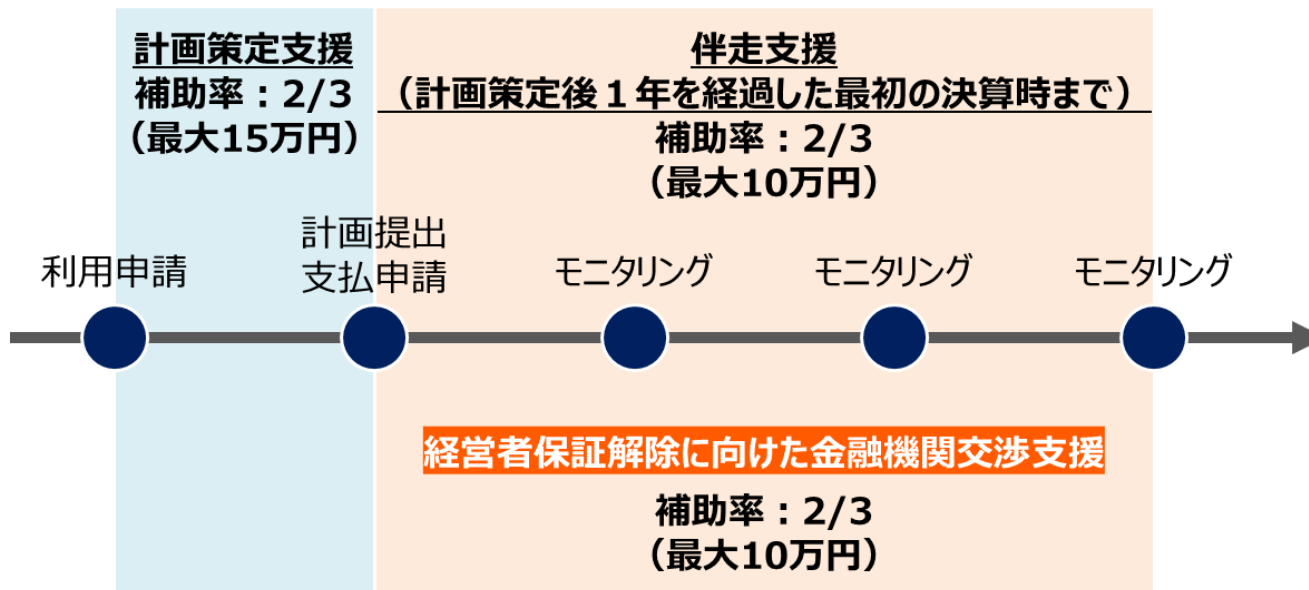 計画策定支援
補助率：2/3
（最大15万円）
伴走支援
（計画策定後１年を経過した最初の決算時まで）
補助率：2/3
（最大10万円）
利用申請
計画提出
支払申請
モニタリング
モニタリング
モニタリング
経営者保証解除に向けた金融機関交渉支援
補助率：2/3
（最大10万円）